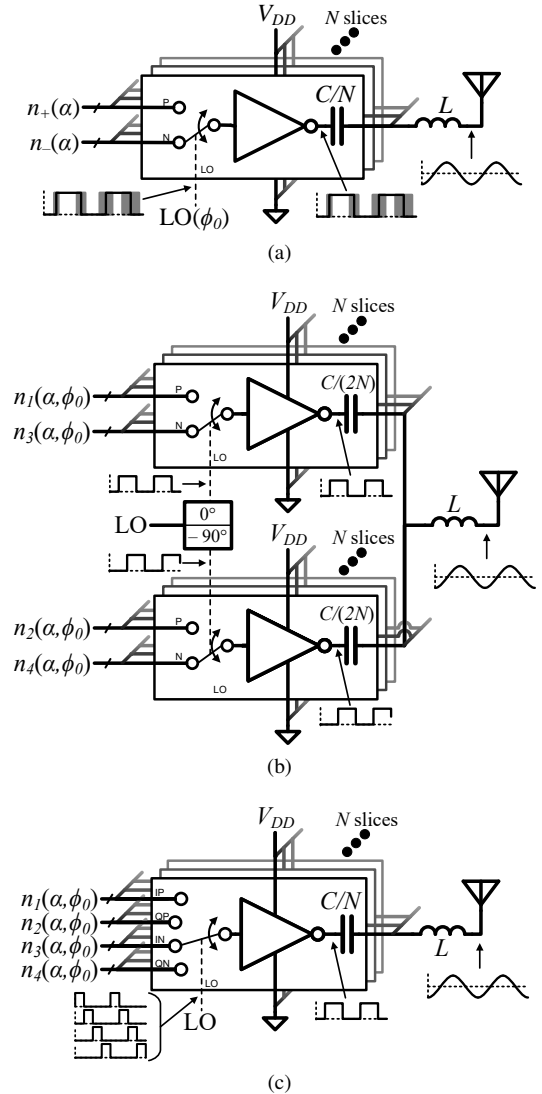 V_DD
N slices
n_+(α)
P
C/N
L
n_−(α)
N
LO
LO(ϕ_0)
(a)
V_DD
N slices
C/(2N)
n_1(α,ϕ_0)
P
n_3(α,ϕ_0)
N
LO
L
LO
0°
− 90°
V_DD
N slices
C/(2N)
n_2(α,ϕ_0)
P
n_4(α,ϕ_0)
N
LO
(b)
V_DD
N slices
C/N
n_1(α,ϕ_0)
IP
n_2(α,ϕ_0)
QP
n_3(α,ϕ_0)
IN
n_4(α,ϕ_0)
QN
L
LO
LO
(c)